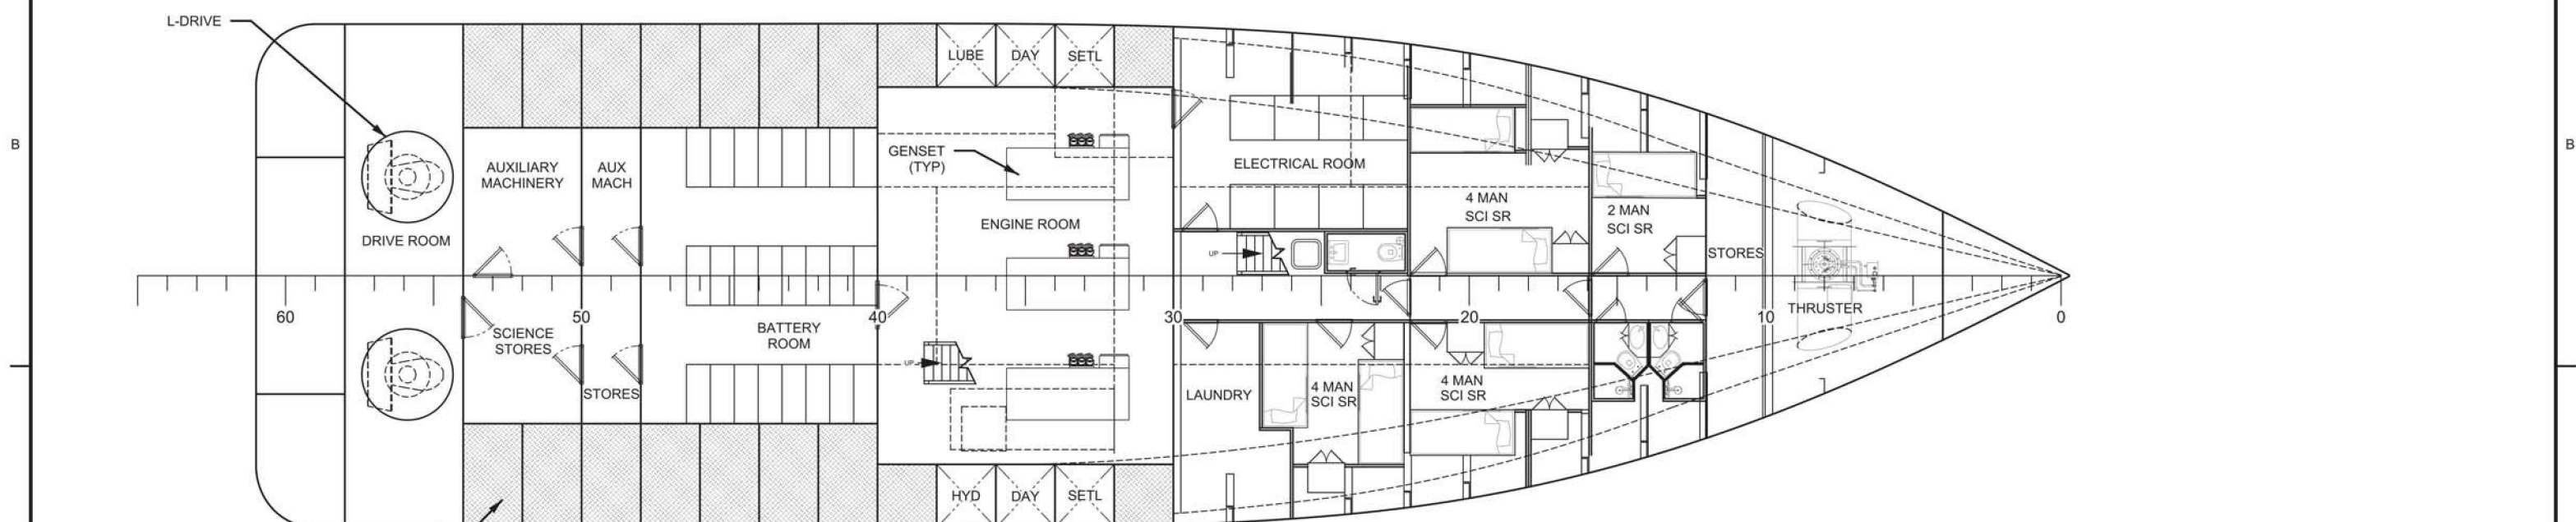 L-DRIVE
LUBE
DAY
SETL
B
B
GENSET
(TYP)
ELECTRICAL ROOM
AUXILIARY
MACHINERY
AUX
MACH
4 MAN
SCI SR
2 MAN
SCI SR
ENGINE ROOM
DRIVE ROOM
UP
STORES
60
50
40
30
20
10
0
THRUSTER
SCIENCE
STORES
BATTERY
ROOM
UP
STORES
LAUNDRY
4 MAN
SCI SR
4 MAN
SCI SR
HYD
DAY
SETL